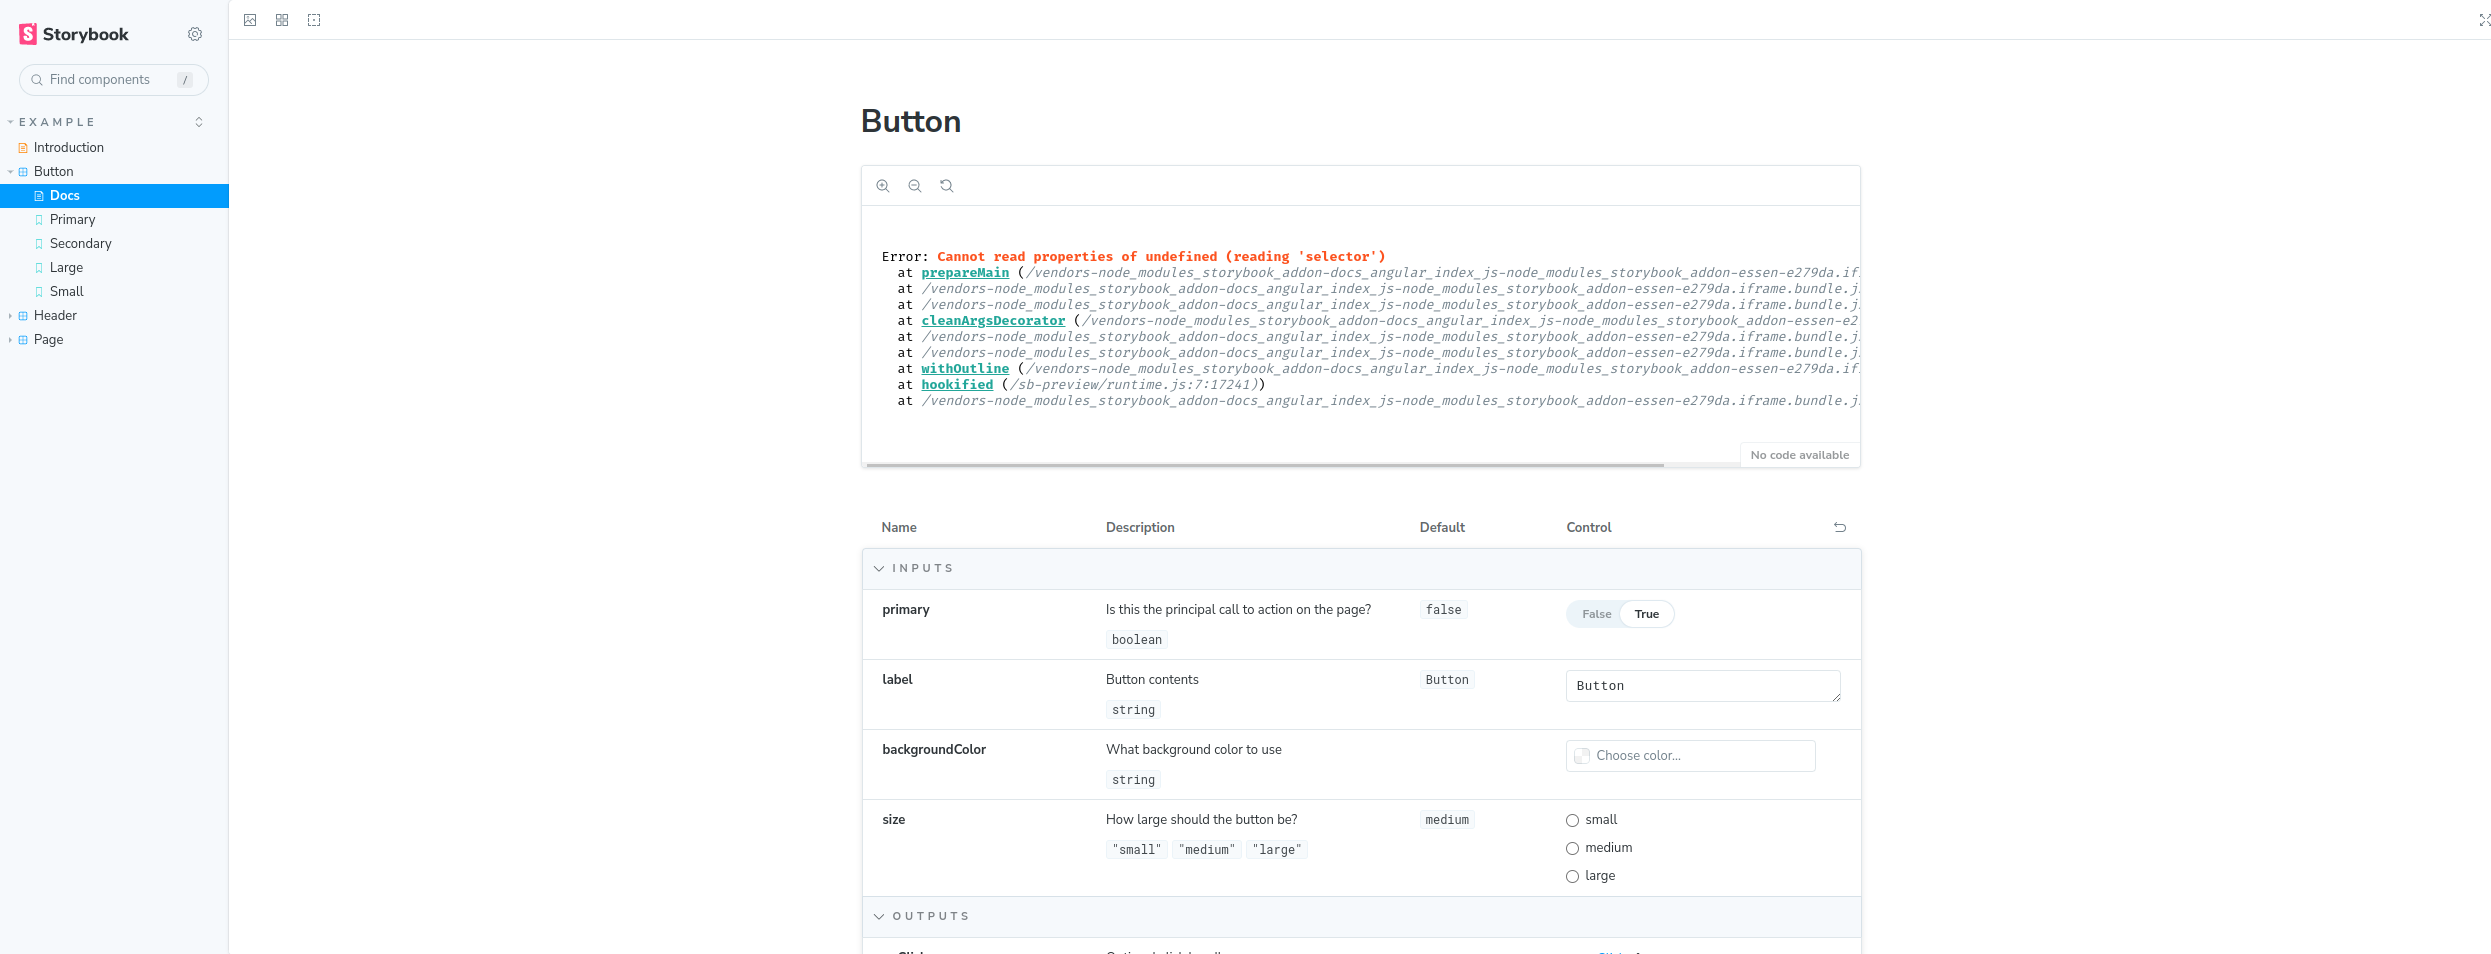 Storybook
Find components /
EXAMPLE
Introduction
Button
Docs
Primary
Secondary
Large
Small
Header
Page
Button
Error: Cannot read properties of undefined (reading 'selector')
at prepareMain (/vendors-node_modules_storybook_addon-docs_angular_index_js-node_modules_storybook_addon-essen-e279da.if
at /vendors-node_modules_storybook_addon-docs_angular_index_js-node_modules_storybook_addon-essen-e279da.iframe.bundle.j
at /vendors-node_modules_storybook_addon-docs_angular_index_js-node_modules_storybook_addon-essen-e279da.iframe.bundle.j
at cleanArgsDecorator (/vendors-node_modules_storybook_addon-docs_angular_index_js-node_modules_storybook_addon-essen-e2
at /vendors-node_modules_storybook_addon-docs_angular_index_js-node_modules_storybook_addon-essen-e279da.iframe.bundle.j
at /vendors-node_modules_storybook_addon-docs_angular_index_js-node_modules_storybook_addon-essen-e279da.iframe.bundle.j
at withOutline (/vendors-node_modules_storybook_addon-docs_angular_index_js-node_modules_storybook_addon-essen-e279da.if
at hookified (/sb-preview/runtime.js:7:17241))
at /vendors-node_modules_storybook_addon-docs_angular_index_js-node_modules_storybook_addon-essen-e279da.iframe.bundle.j
No code available
Name Description Default Control
INPUTS
primary Is this the principal call to action on the page? false False True
boolean
label Button contents Button Button
string
backgroundColor What background color to use Choose color...
string
size How large should the button be? medium small
"small" "medium" "large" medium
large
OUTPUTS